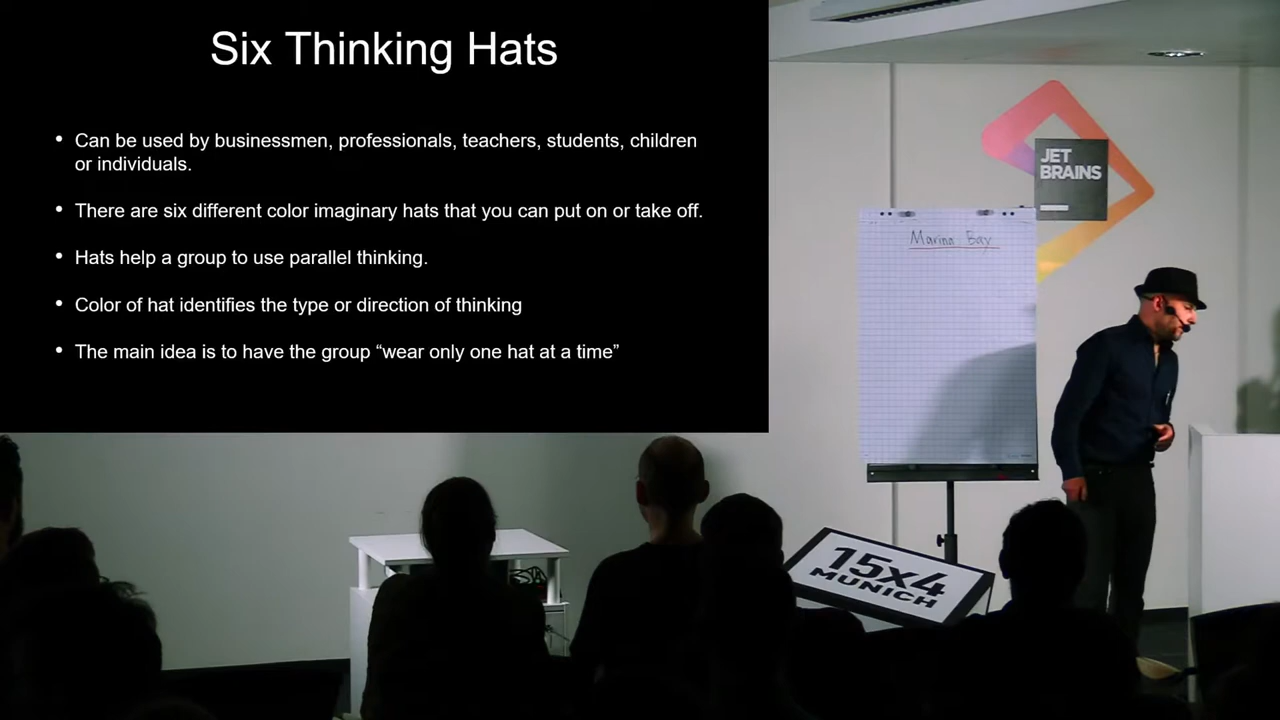 Six Thinking Hats
• Can be used by businessmen, professionals, teachers, students, children
or individuals.
• There are six different color imaginary hats that you can put on or take off.
• Hats help a group to use parallel thinking.
• Color of hat identifies the type or direction of thinking
• The main idea is to have the group “wear only one hat at a time”
JET
BRAINS
Marina Bay
15x4
MUNICH